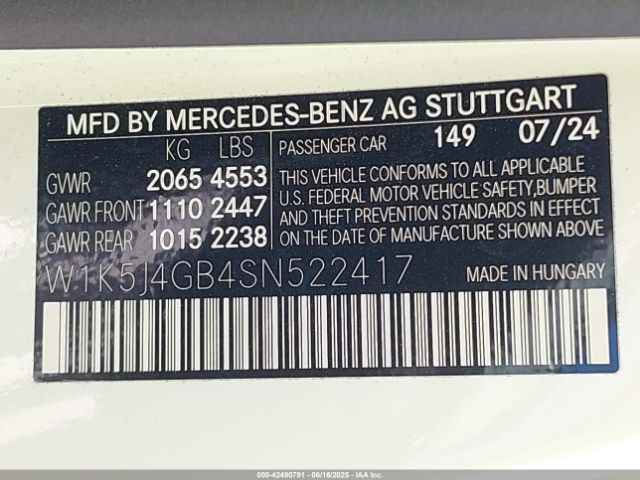 MFD BY MERCEDES-BENZ AG STUTTGART
KG LBS PASSENGER CAR 149 07/24
GVWR 2065 4553
GAWR FRONT 1110 2447
GAWR REAR 1015 2238
THIS VEHICLE CONFORMS TO ALL APPLICABLE
U.S. FEDERAL MOTOR VEHICLE SAFETY,BUMPER
AND THEFT PREVENTION STANDARDS IN EFFECT
ON THE DATE OF MANUFACTURE SHOWN ABOVE
W1K5J4GB4SN522417 MADE IN HUNGARY
000-42490791 - 06/16/2025 - IAAI.CA